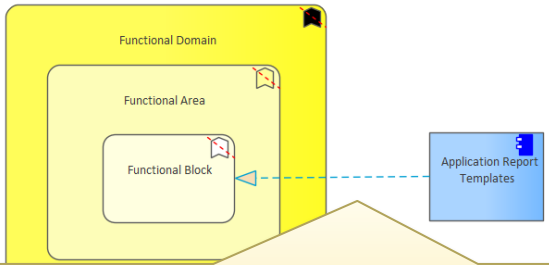 Functional Domain
Functional Area
Functional Block
Application Report
Templates